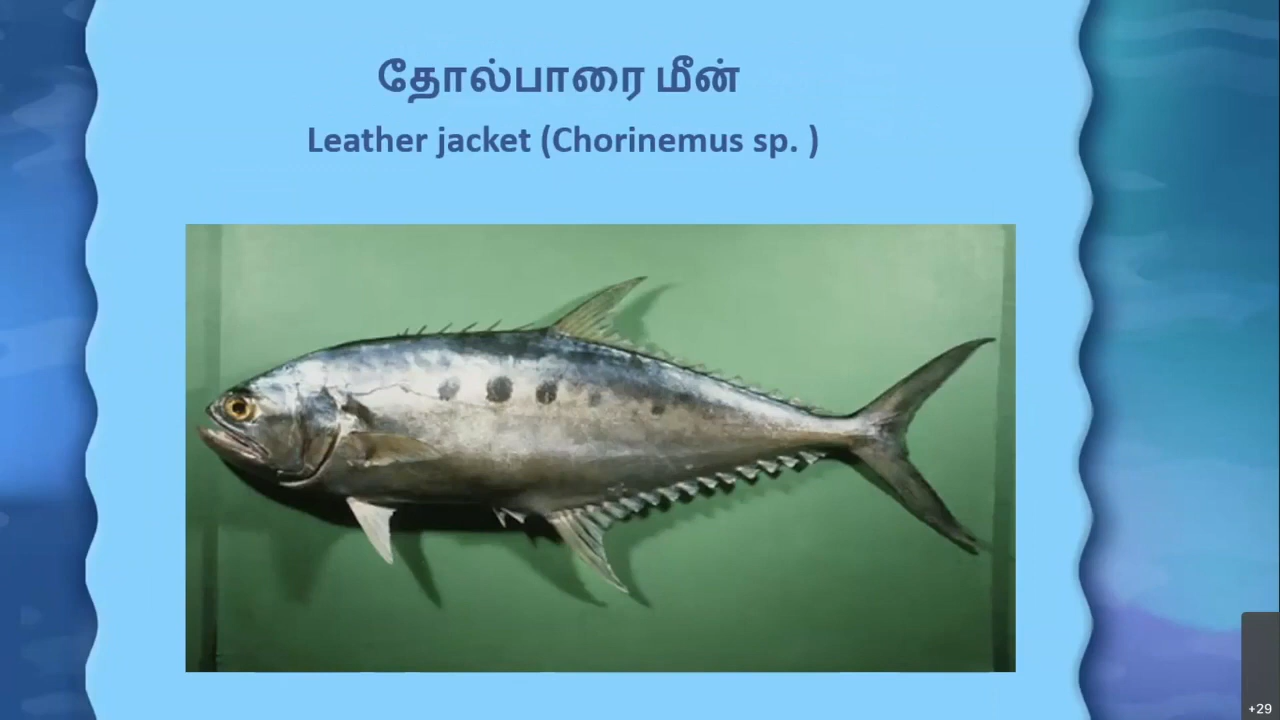 தோல்பாரை மீன்
Leather jacket (Chorinemus sp. )
+29